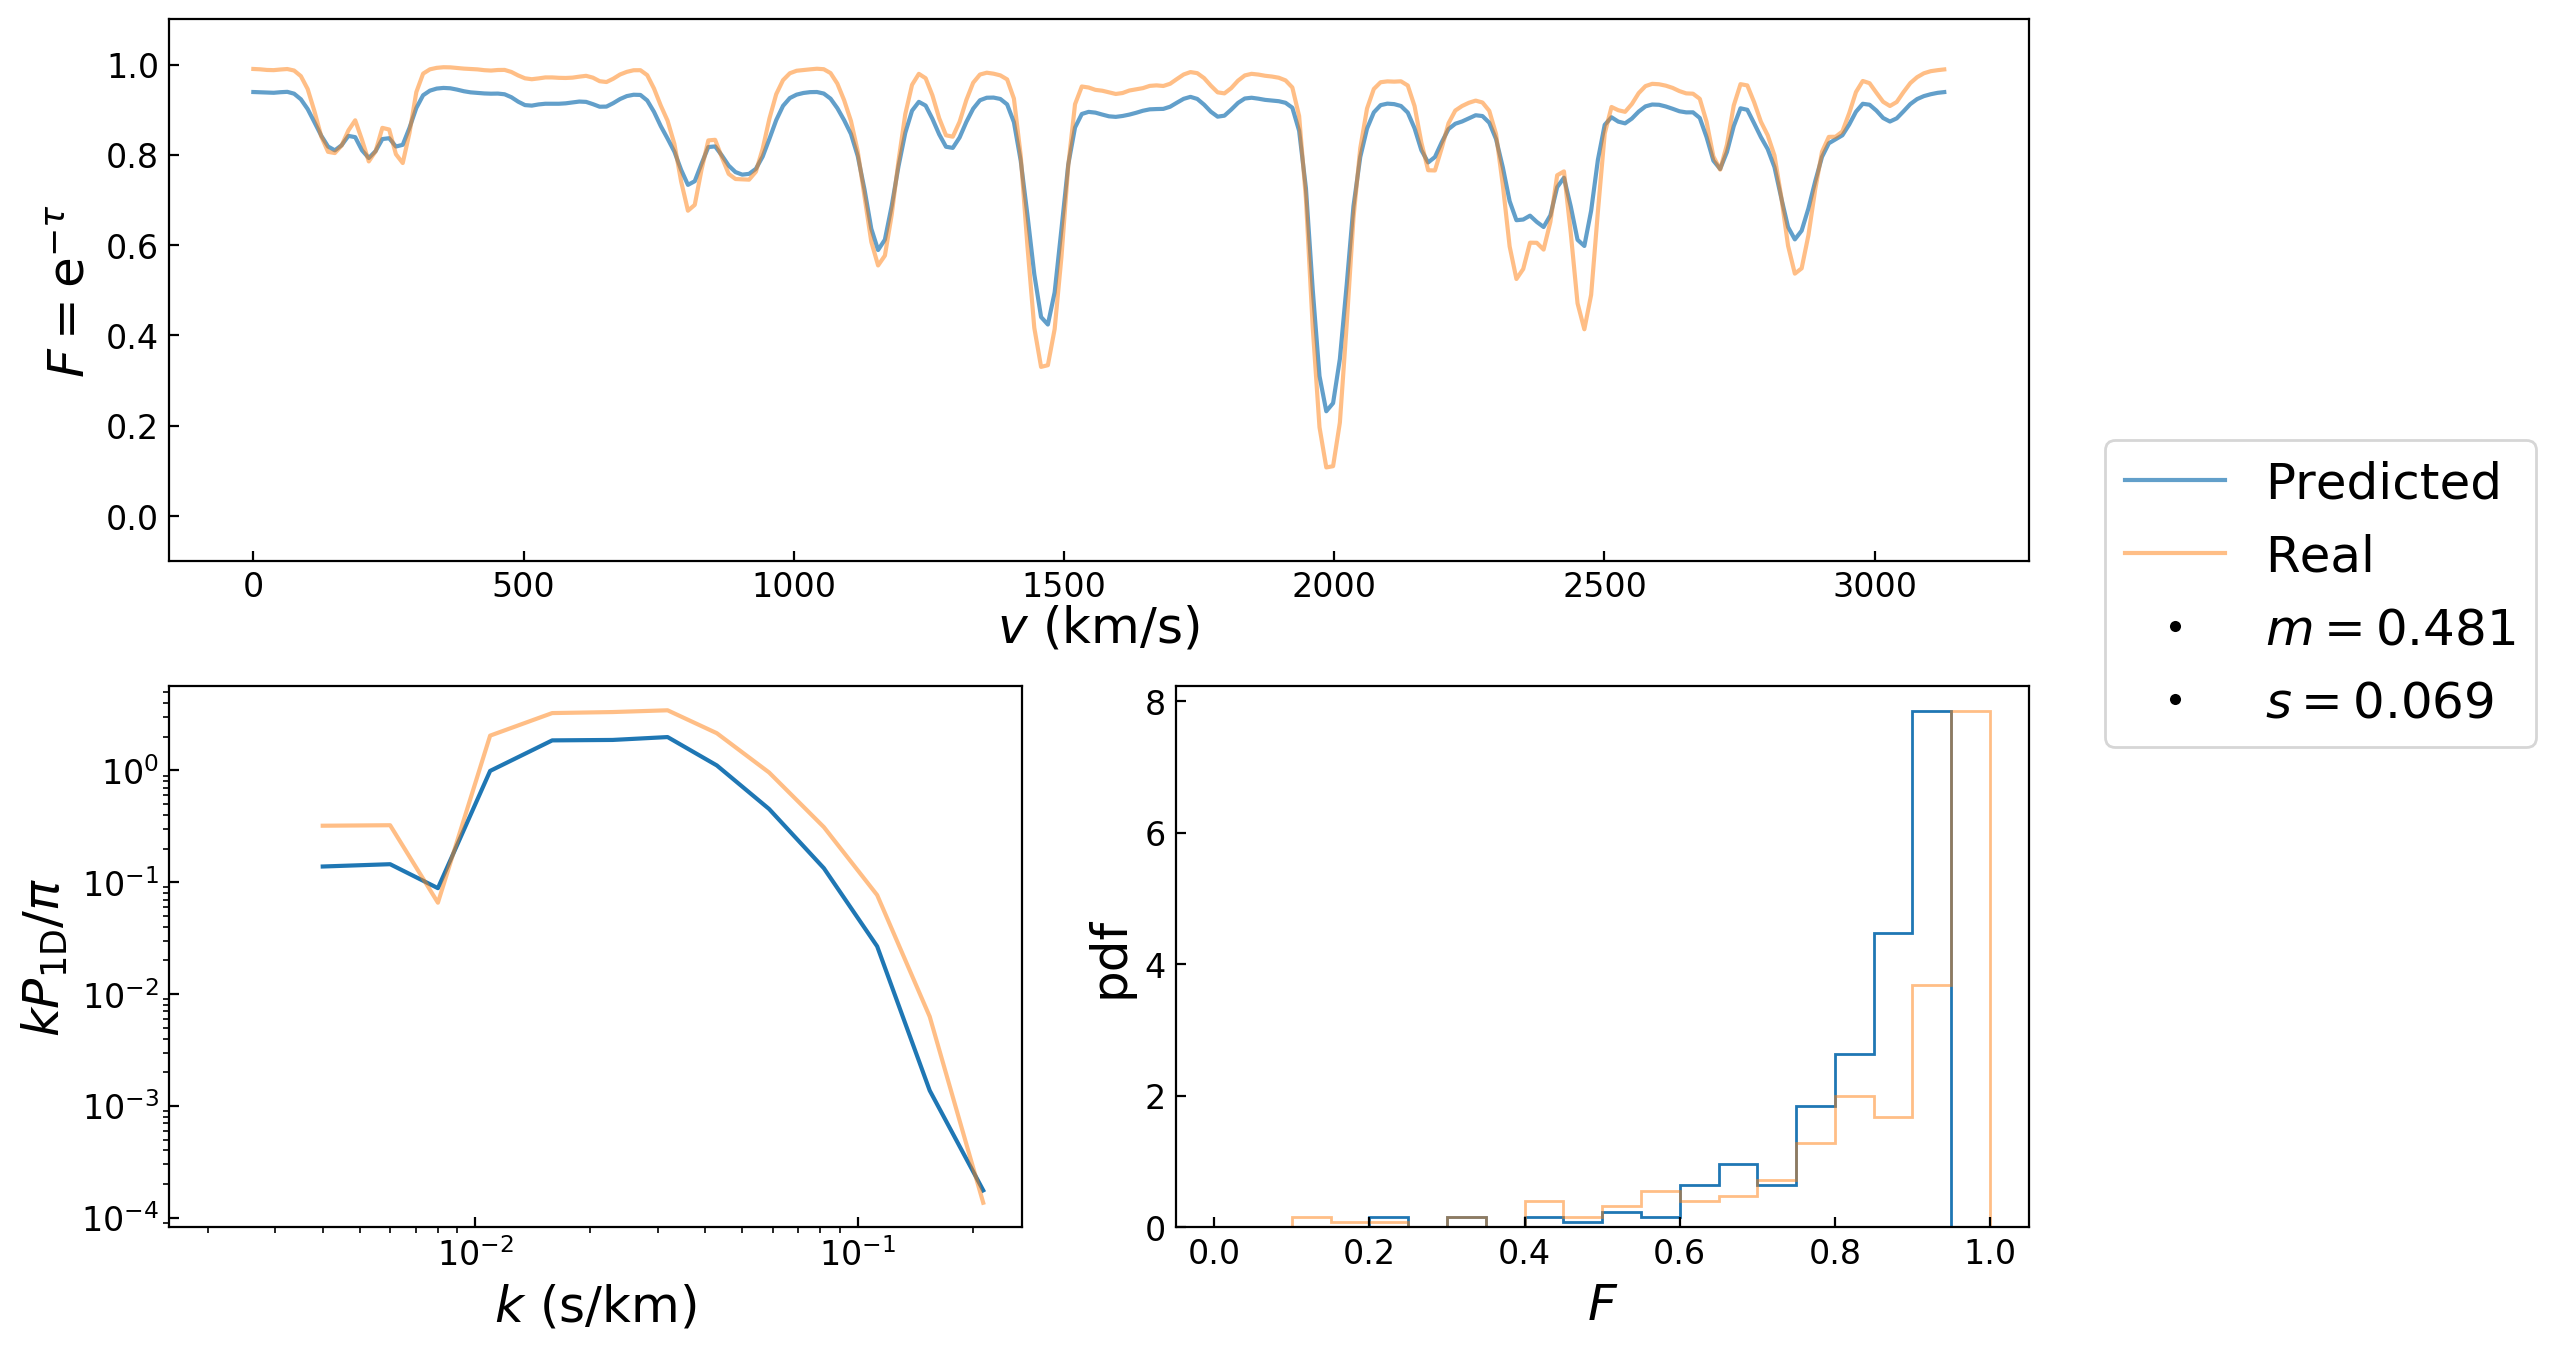 1.0
0.8
0.6
0.4
0.2
0.0
F = e^{-τ}
0 500 1000 1500 2000 2500 3000
v (km/s)
Predicted
Real
m = 0.481
s = 0.069
10^0
10^{-1}
10^{-2}
10^{-3}
10^{-4}
kP_{1D}/π
10^{-2} 10^{-1}
k (s/km)
8
6
4
2
0
pdf
0.0 0.2 0.4 0.6 0.8 1.0
F